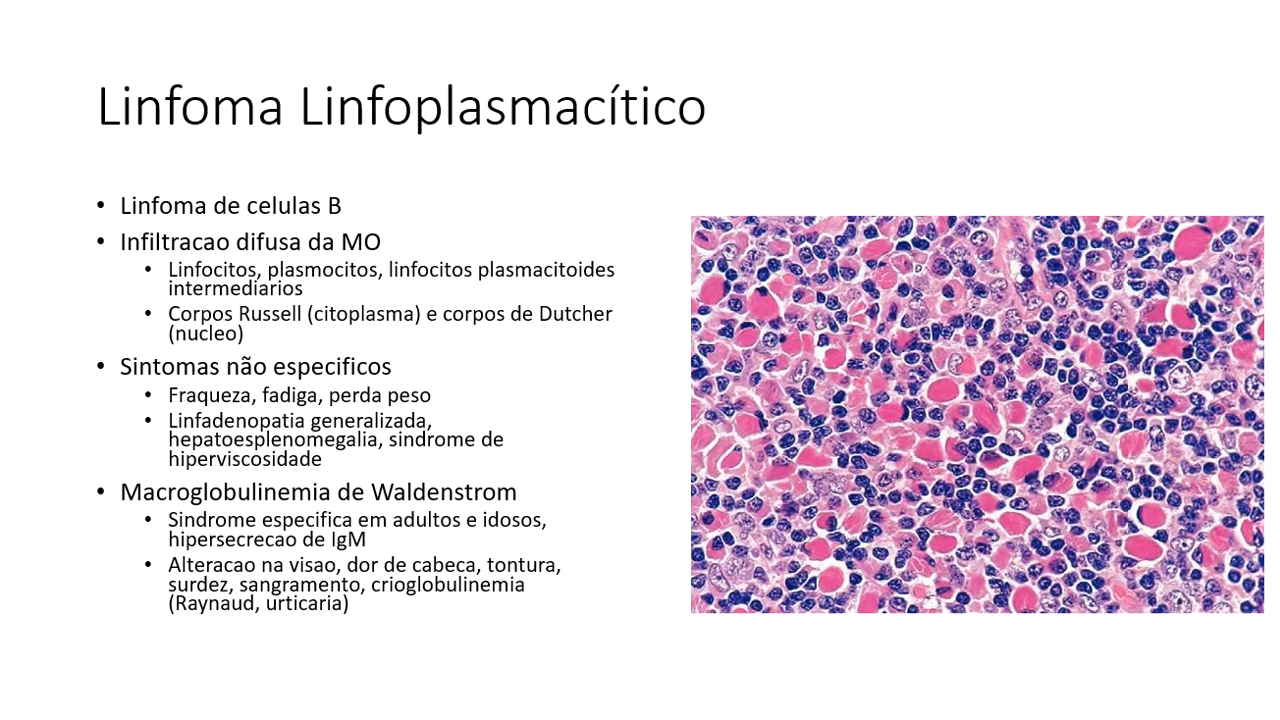 Linfoma Linfoplasmacítico
• Linfoma de celulas B
• Infiltracao difusa da MO
• Linfocitos, plasmocitos, linfocitos plasmacitoides
intermediarios
• Corpos Russell (citoplasma) e corpos de Dutcher
(nucleo)
• Sintomas não especificos
• Fraqueza, fadiga, perda peso
• Linfadenopatia generalizada,
hepatoesplenomegalia, sindrome de
hiperviscosidade
• Macroglobulinemia de Waldenstrom
• Sindrome especifica em adultos e idosos,
hipersecrecao de IgM
• Alteracao na visao, dor de cabeca, tontura,
surdez, sangramento, crioglobulinemia
(Raynaud, urticaria)